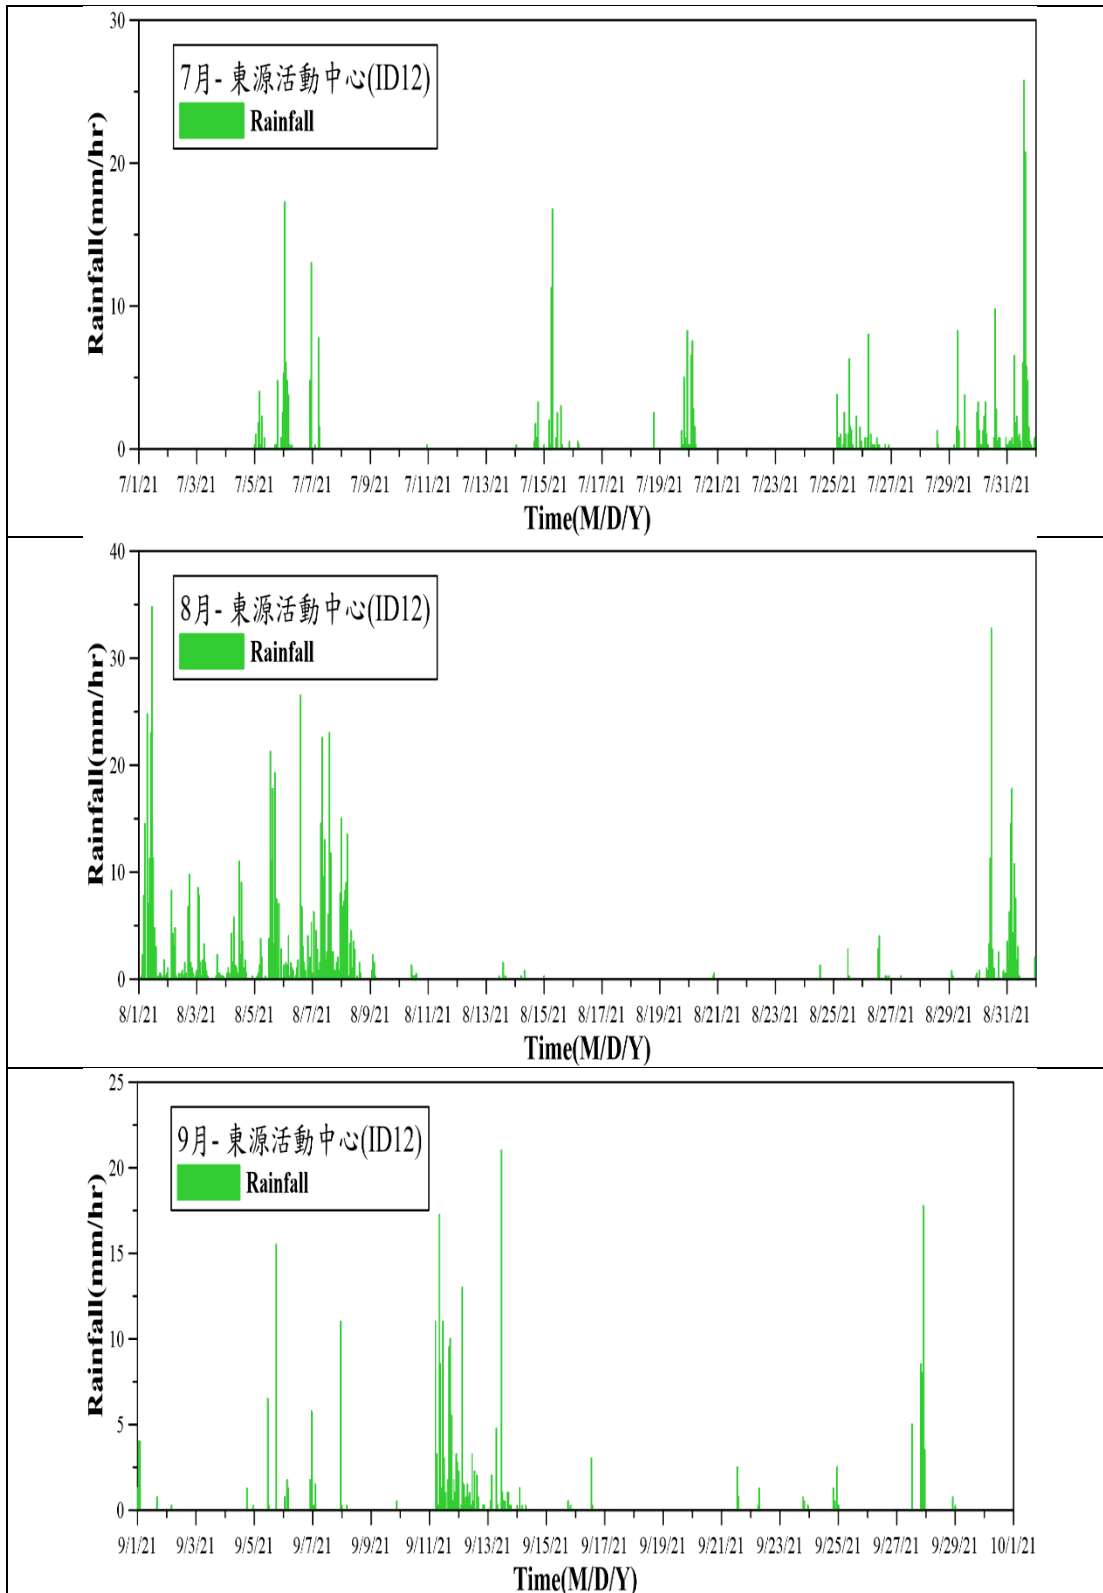 30
20
10
0
Rainfall(mm/hr)
7月- 東源活動中心(ID12)
Rainfall
7/1/21 7/3/21 7/5/21 7/7/21 7/9/21 7/11/21 7/13/21 7/15/21 7/17/21 7/19/21 7/21/21 7/23/21 7/25/21 7/27/21 7/29/21 7/31/21
Time(M/D/Y)
40
30
20
10
0
Rainfall(mm/hr)
8月- 東源活動中心(ID12)
Rainfall
8/1/21 8/3/21 8/5/21 8/7/21 8/9/21 8/11/21 8/13/21 8/15/21 8/17/21 8/19/21 8/21/21 8/23/21 8/25/21 8/27/21 8/29/21 8/31/21
Time(M/D/Y)
25
20
15
10
5
0
Rainfall(mm/hr)
9月- 東源活動中心(ID12)
Rainfall
9/1/21 9/3/21 9/5/21 9/7/21 9/9/21 9/11/21 9/13/21 9/15/21 9/17/21 9/19/21 9/21/21 9/23/21 9/25/21 9/27/21 9/29/21 10/1/21
Time(M/D/Y)